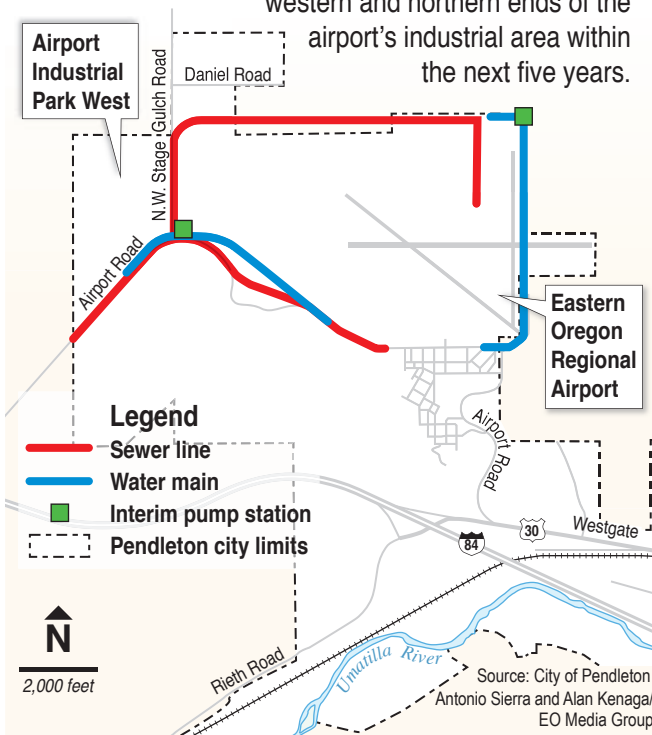 western and northern ends of the
airport's industrial area within
the next five years.
Airport
Industrial
Park West
N.W. Stage Gulch Road
Daniel Road
Airport Road
Eastern
Oregon
Regional
Airport
Legend
Sewer line
Water main
Interim pump station
Pendleton city limits
Airport Road
30
Westgate
84
N
2,000 feet
Rieth Road
Umatilla River
Source: City of Pendleton
Antonio Sierra and Alan Kenaga/
EO Media Group